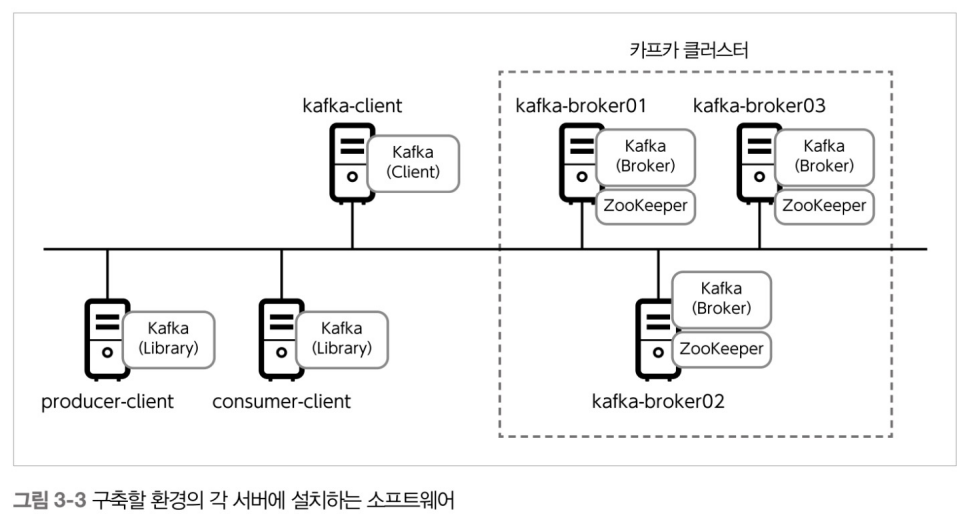 카프카 클러스터
kafka-client
kafka-broker01
kafka-broker03
Kafka
(Client)
Kafka
(Broker)
ZooKeeper
Kafka
(Broker)
ZooKeeper
Kafka
(Library)
producer-client
Kafka
(Library)
consumer-client
Kafka
(Broker)
ZooKeeper
kafka-broker02
그림 3-3 구축할 환경의 각 서버에 설치하는 소프트웨어